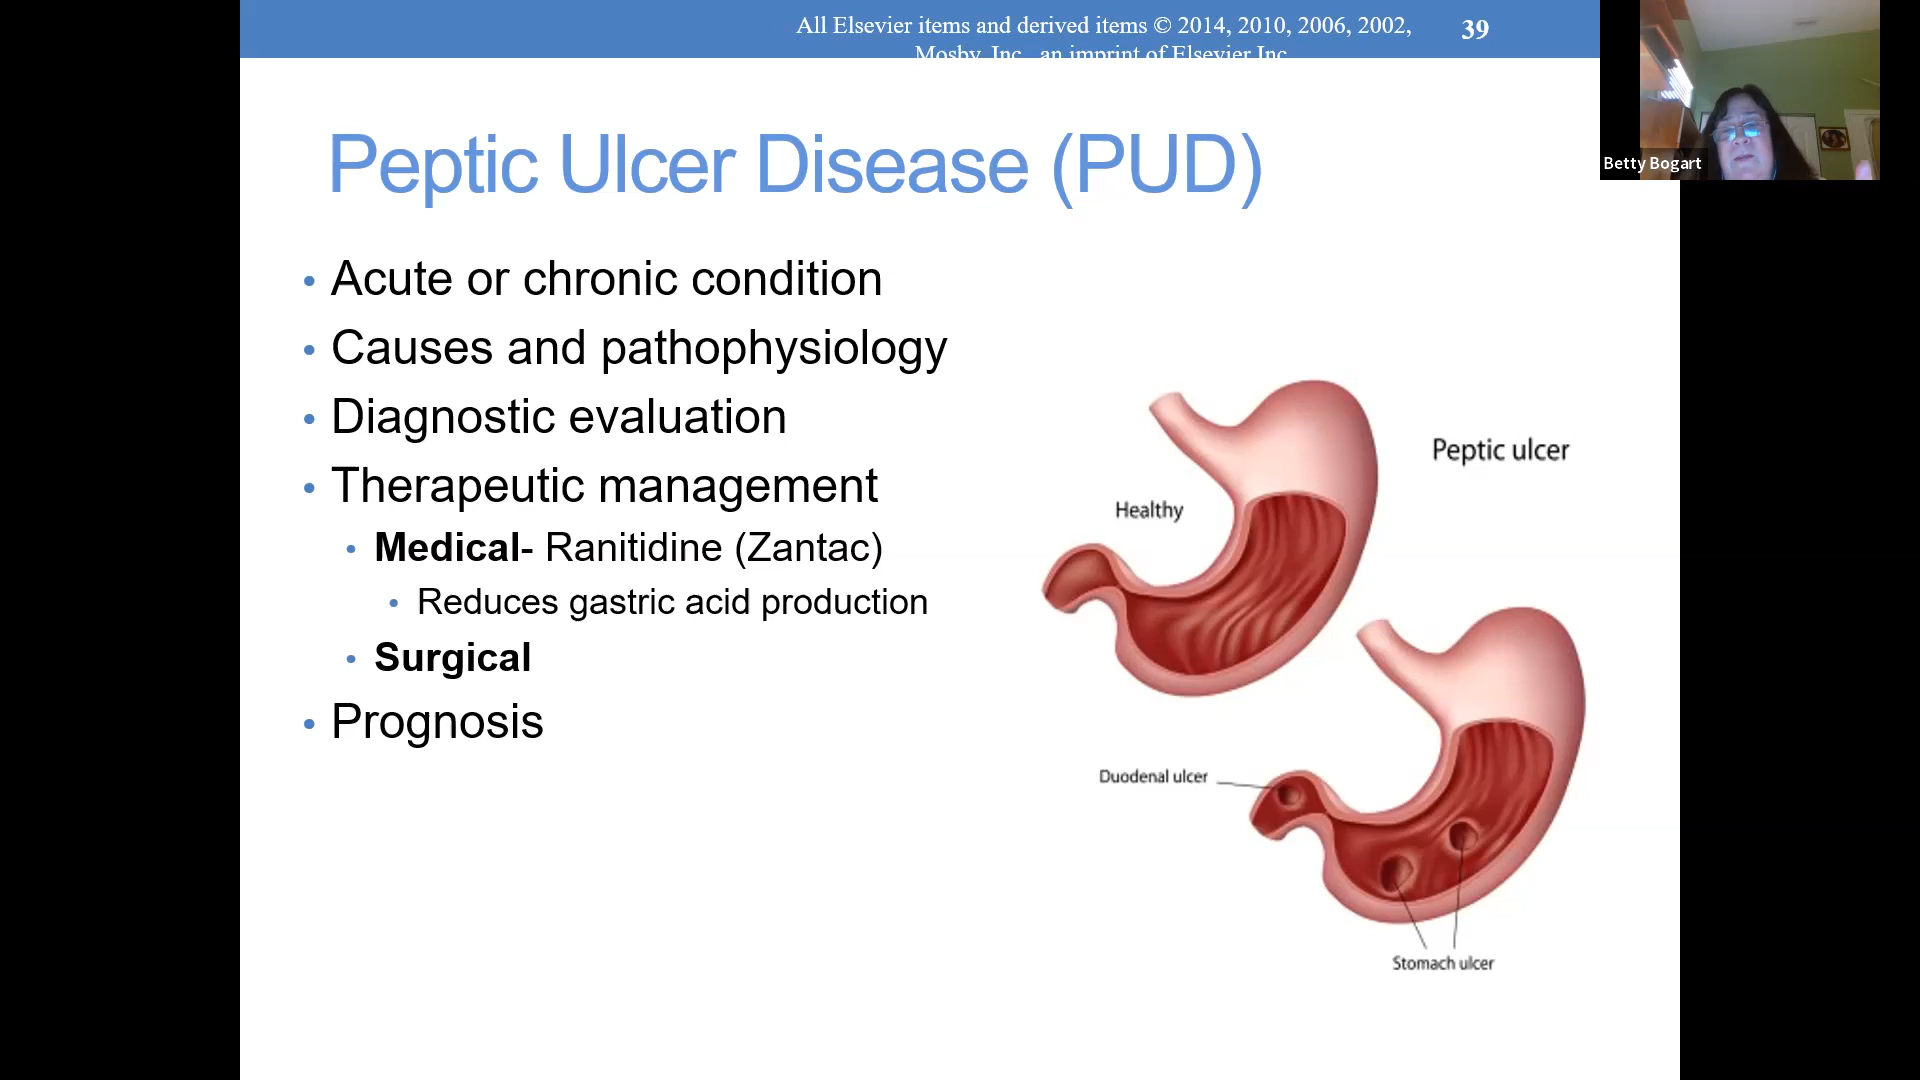 All Elsevier items and derived items © 2014, 2010, 2006, 2002,
Mosby, Inc., an imprint of Elsevier Inc.
39
Betty Bogart
Peptic Ulcer Disease (PUD)
• Acute or chronic condition
• Causes and pathophysiology
• Diagnostic evaluation
• Therapeutic management
• Medical- Ranitidine (Zantac)
• Reduces gastric acid production
• Surgical
• Prognosis
Peptic ulcer
Healthy
Duodenal ulcer
Stomach ulcer